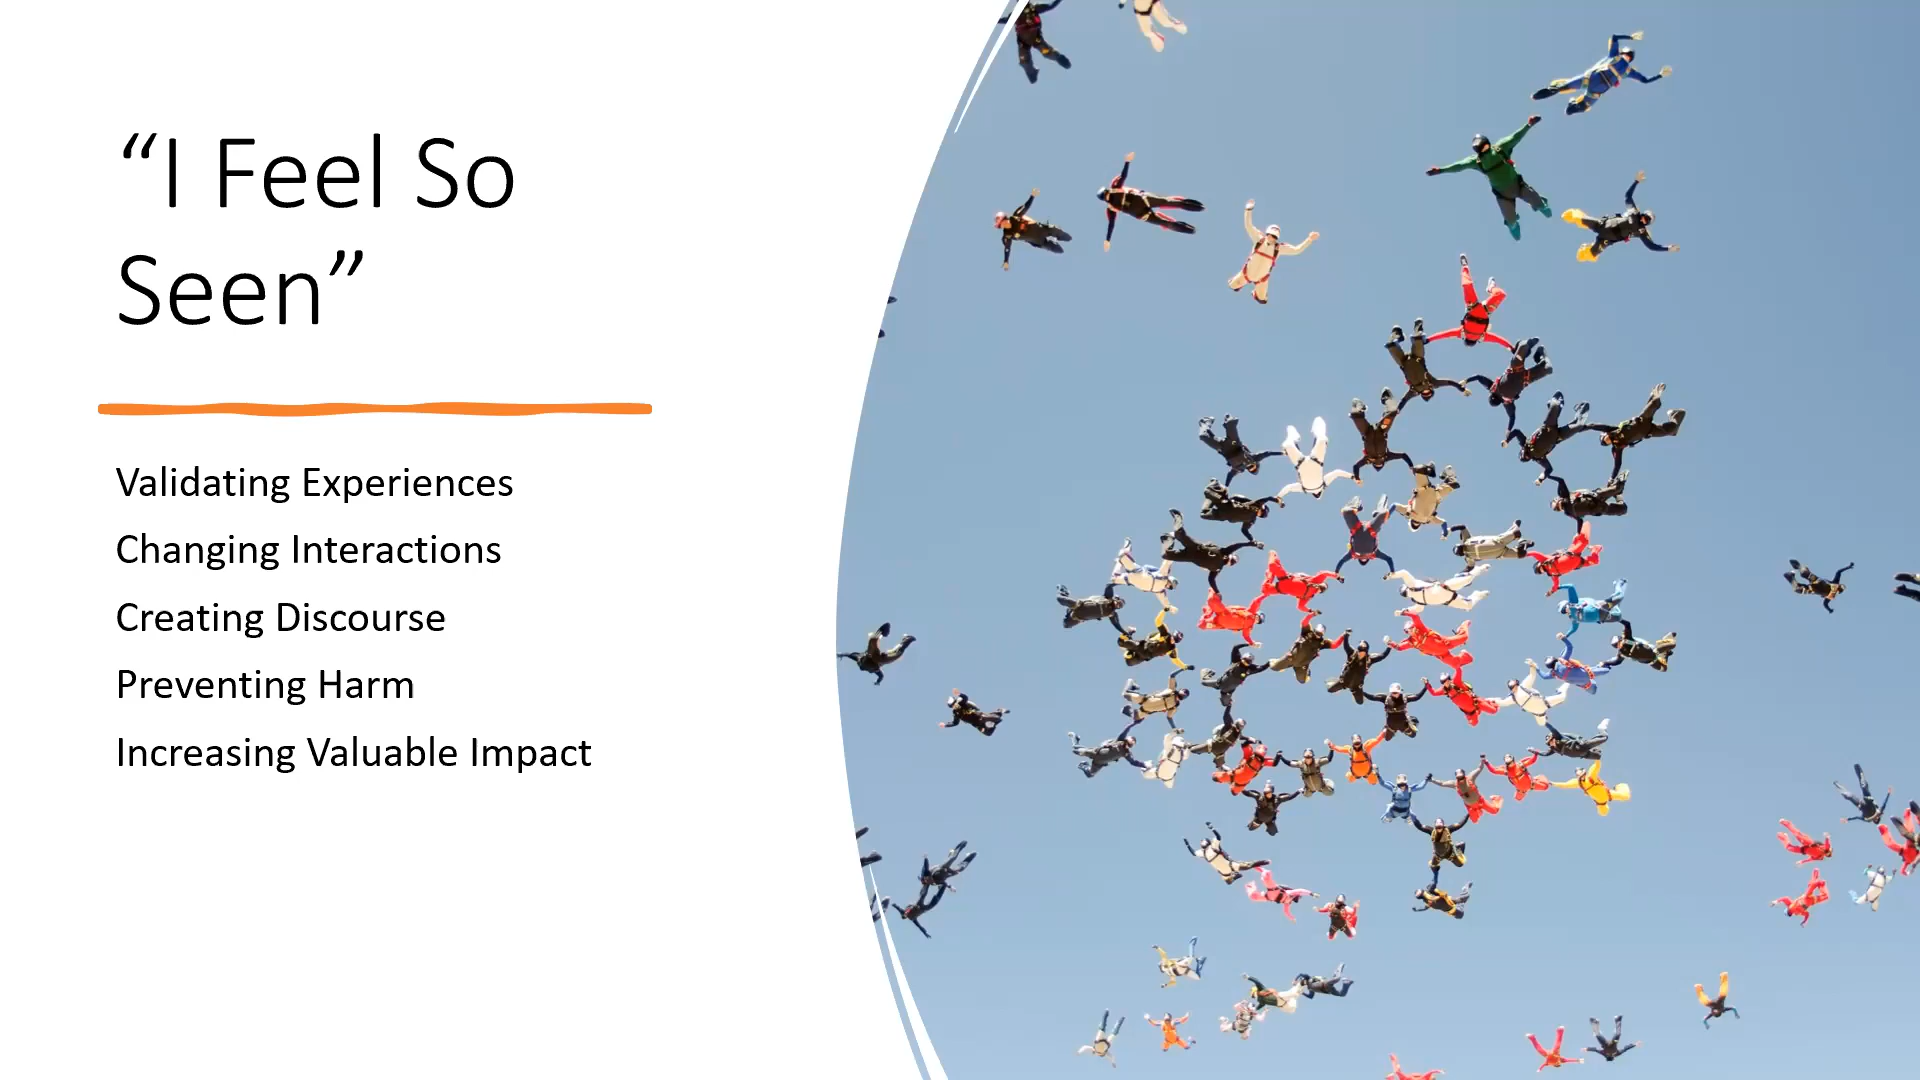 “I Feel So
Seen”
Validating Experiences
Changing Interactions
Creating Discourse
Preventing Harm
Increasing Valuable Impact